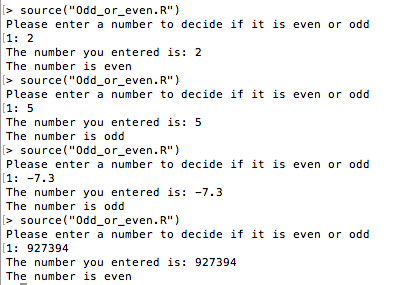 [> source("Odd_or_even.R")
Please enter a number to decide if it is even or odd
[1: 2
The number you entered is: 2
The number is even
[> source("Odd_or_even.R")
Please enter a number to decide if it is even or odd
[1: 5
The number you entered is: 5
The number is odd
[> source("Odd_or_even.R")
Please enter a number to decide if it is even or odd
[1: -7.3
The number you entered is: -7.3
The number is odd
[> source("Odd_or_even.R")
Please enter a number to decide if it is even or odd
[1: 927394
The number you entered is: 927394
The number is even